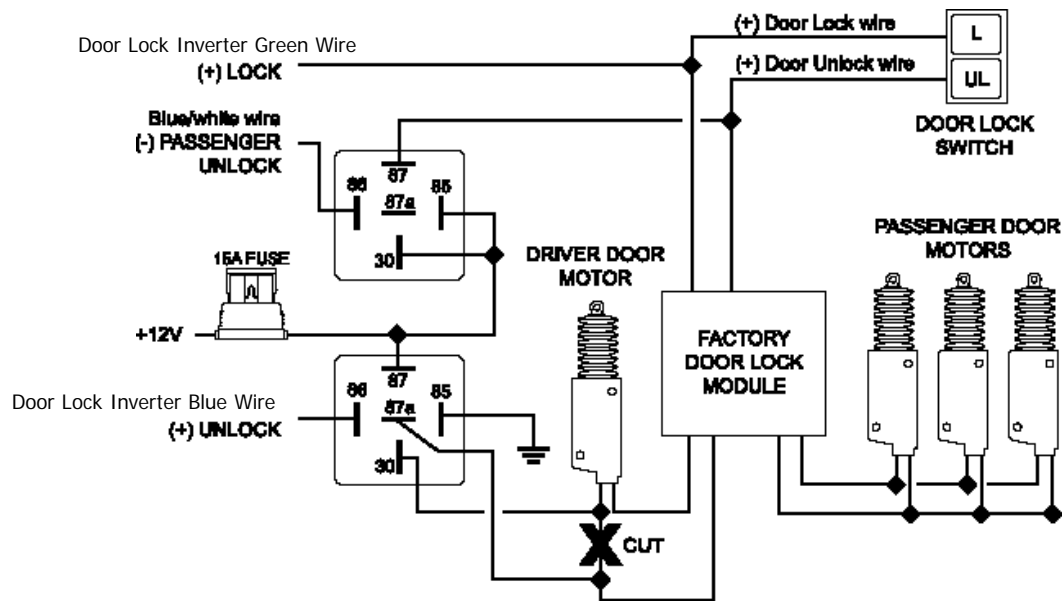 Door Lock Inverter Green Wire
(+) LOCK
(+) Door Lock wire
L
(+) Door Unlock wire
UL
DOOR LOCK
SWITCH
Blue/white wire
(-) PASSENGER
UNLOCK
87
86
85
87a
30
15A FUSE
+12V
DRIVER DOOR
MOTOR
PASSENGER DOOR
MOTORS
FACTORY
DOOR LOCK
MODULE
Door Lock Inverter Blue Wire
(+) UNLOCK
87
86
85
87a
30
CUT